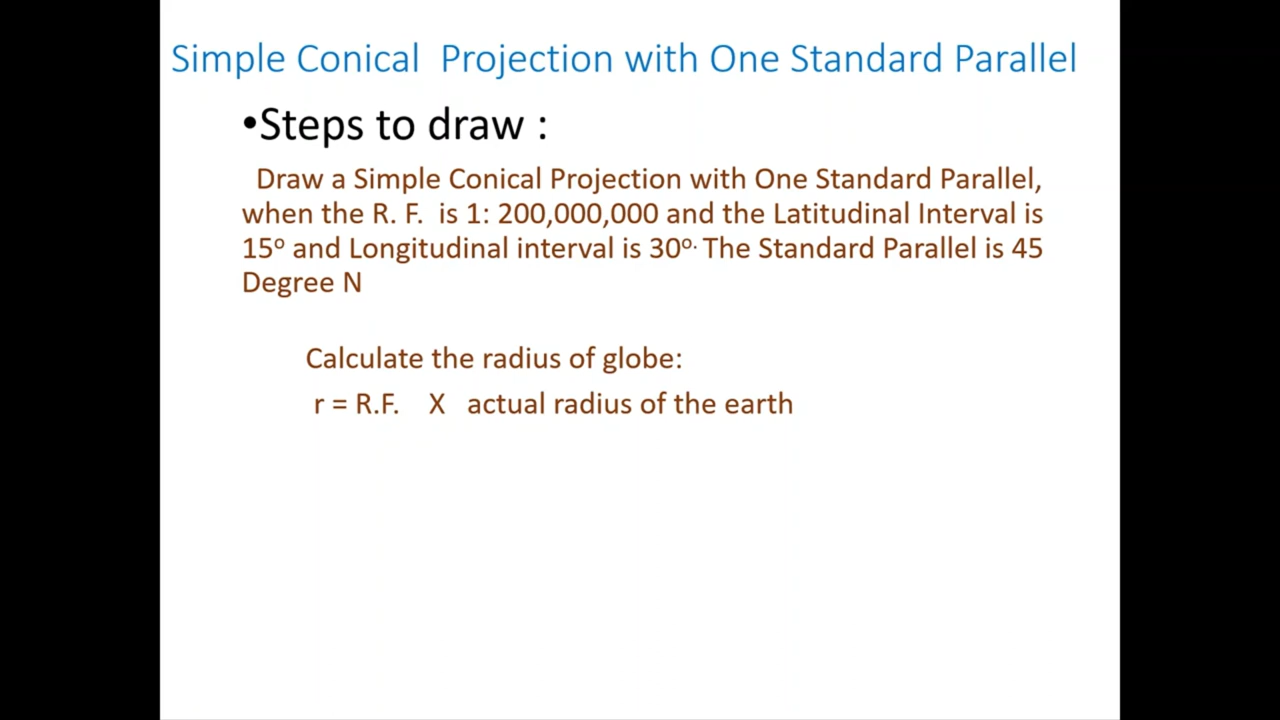 Simple Conical  Projection with One Standard Parallel
•Steps to draw :
Draw a Simple Conical Projection with One Standard Parallel,
when the R. F.  is 1: 200,000,000 and the Latitudinal Interval is
15º and Longitudinal interval is 30º. The Standard Parallel is 45
Degree N
Calculate the radius of globe:
r = R.F.    X   actual radius of the earth